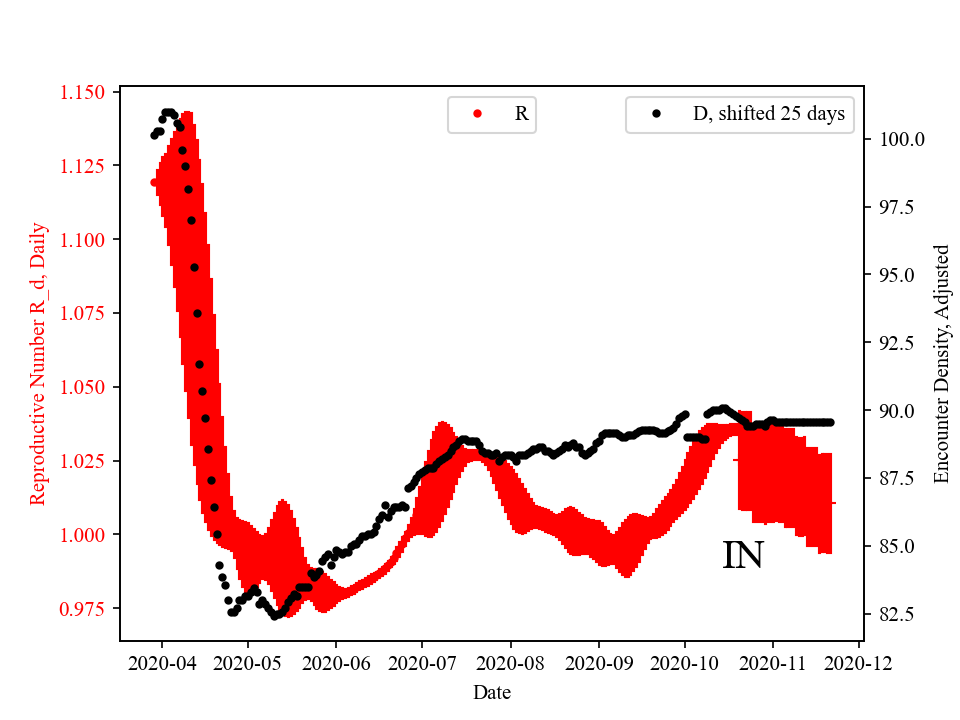 R
D, shifted 25 days
Reproductive Number R_d, Daily
1.150
1.125
1.100
1.075
1.050
1.025
1.000
0.975
100.0
97.5
95.0
92.5
90.0
87.5
85.0
82.5
Encounter Density, Adjusted
IN
2020-04 2020-05 2020-06 2020-07 2020-08 2020-09 2020-10 2020-11 2020-12
Date